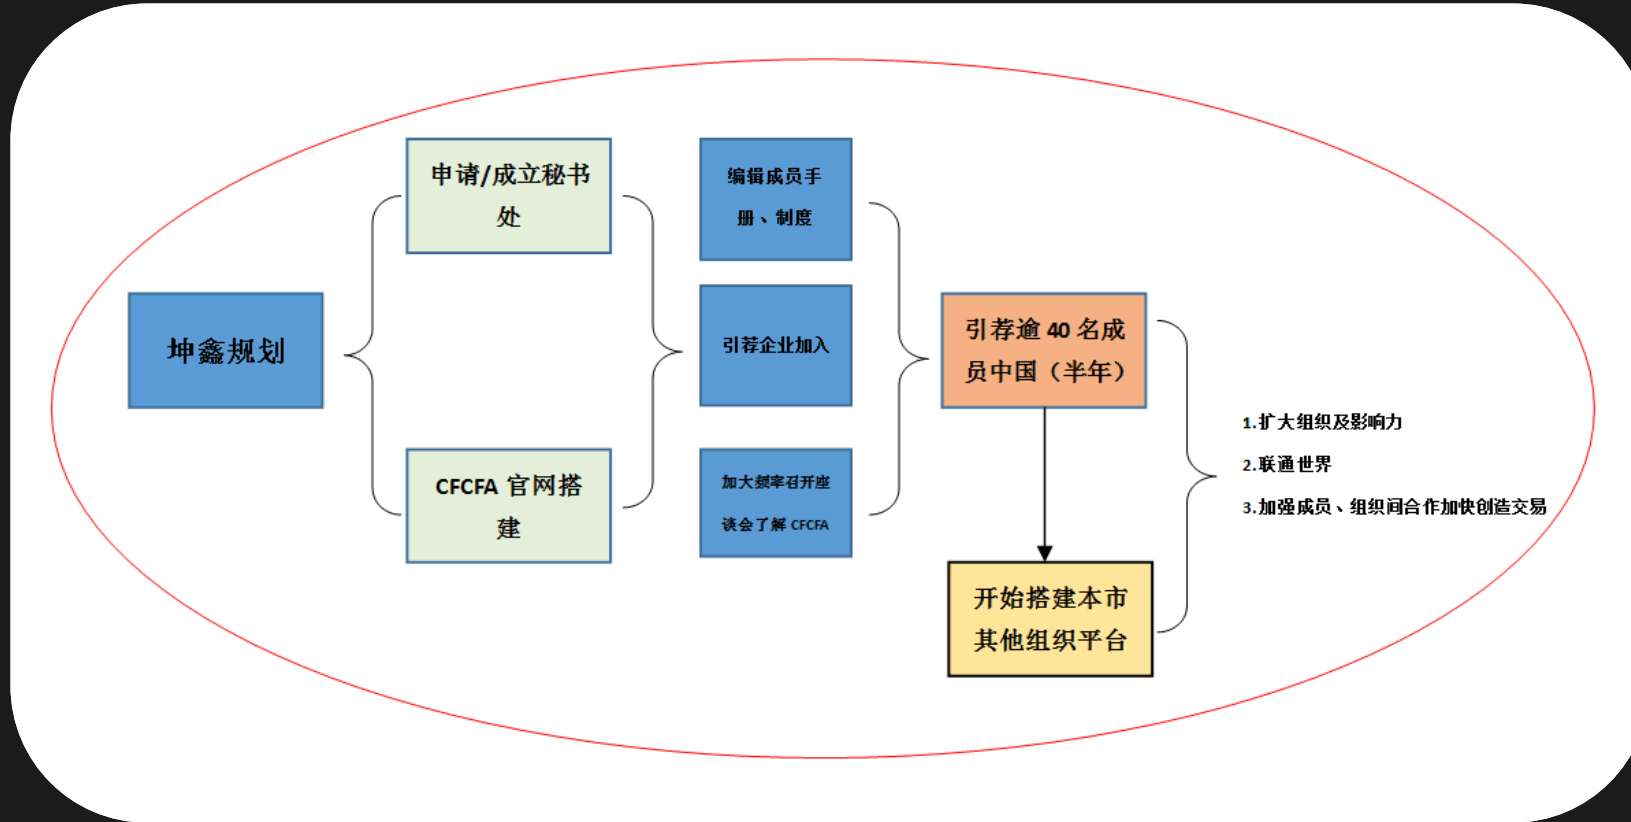 坤鑫规划
申请/成立秘书
处
CFCFA 官网搭
建
编辑成员手
册、制度
引荐企业加入
加大频率召开座
谈会了解 CFCFA
引荐逾 40 名成
员中国（半年）
开始搭建本市
其他组织平台
1.扩大组织及影响力
2.联通世界
3.加强成员、组织间合作加快创造交易